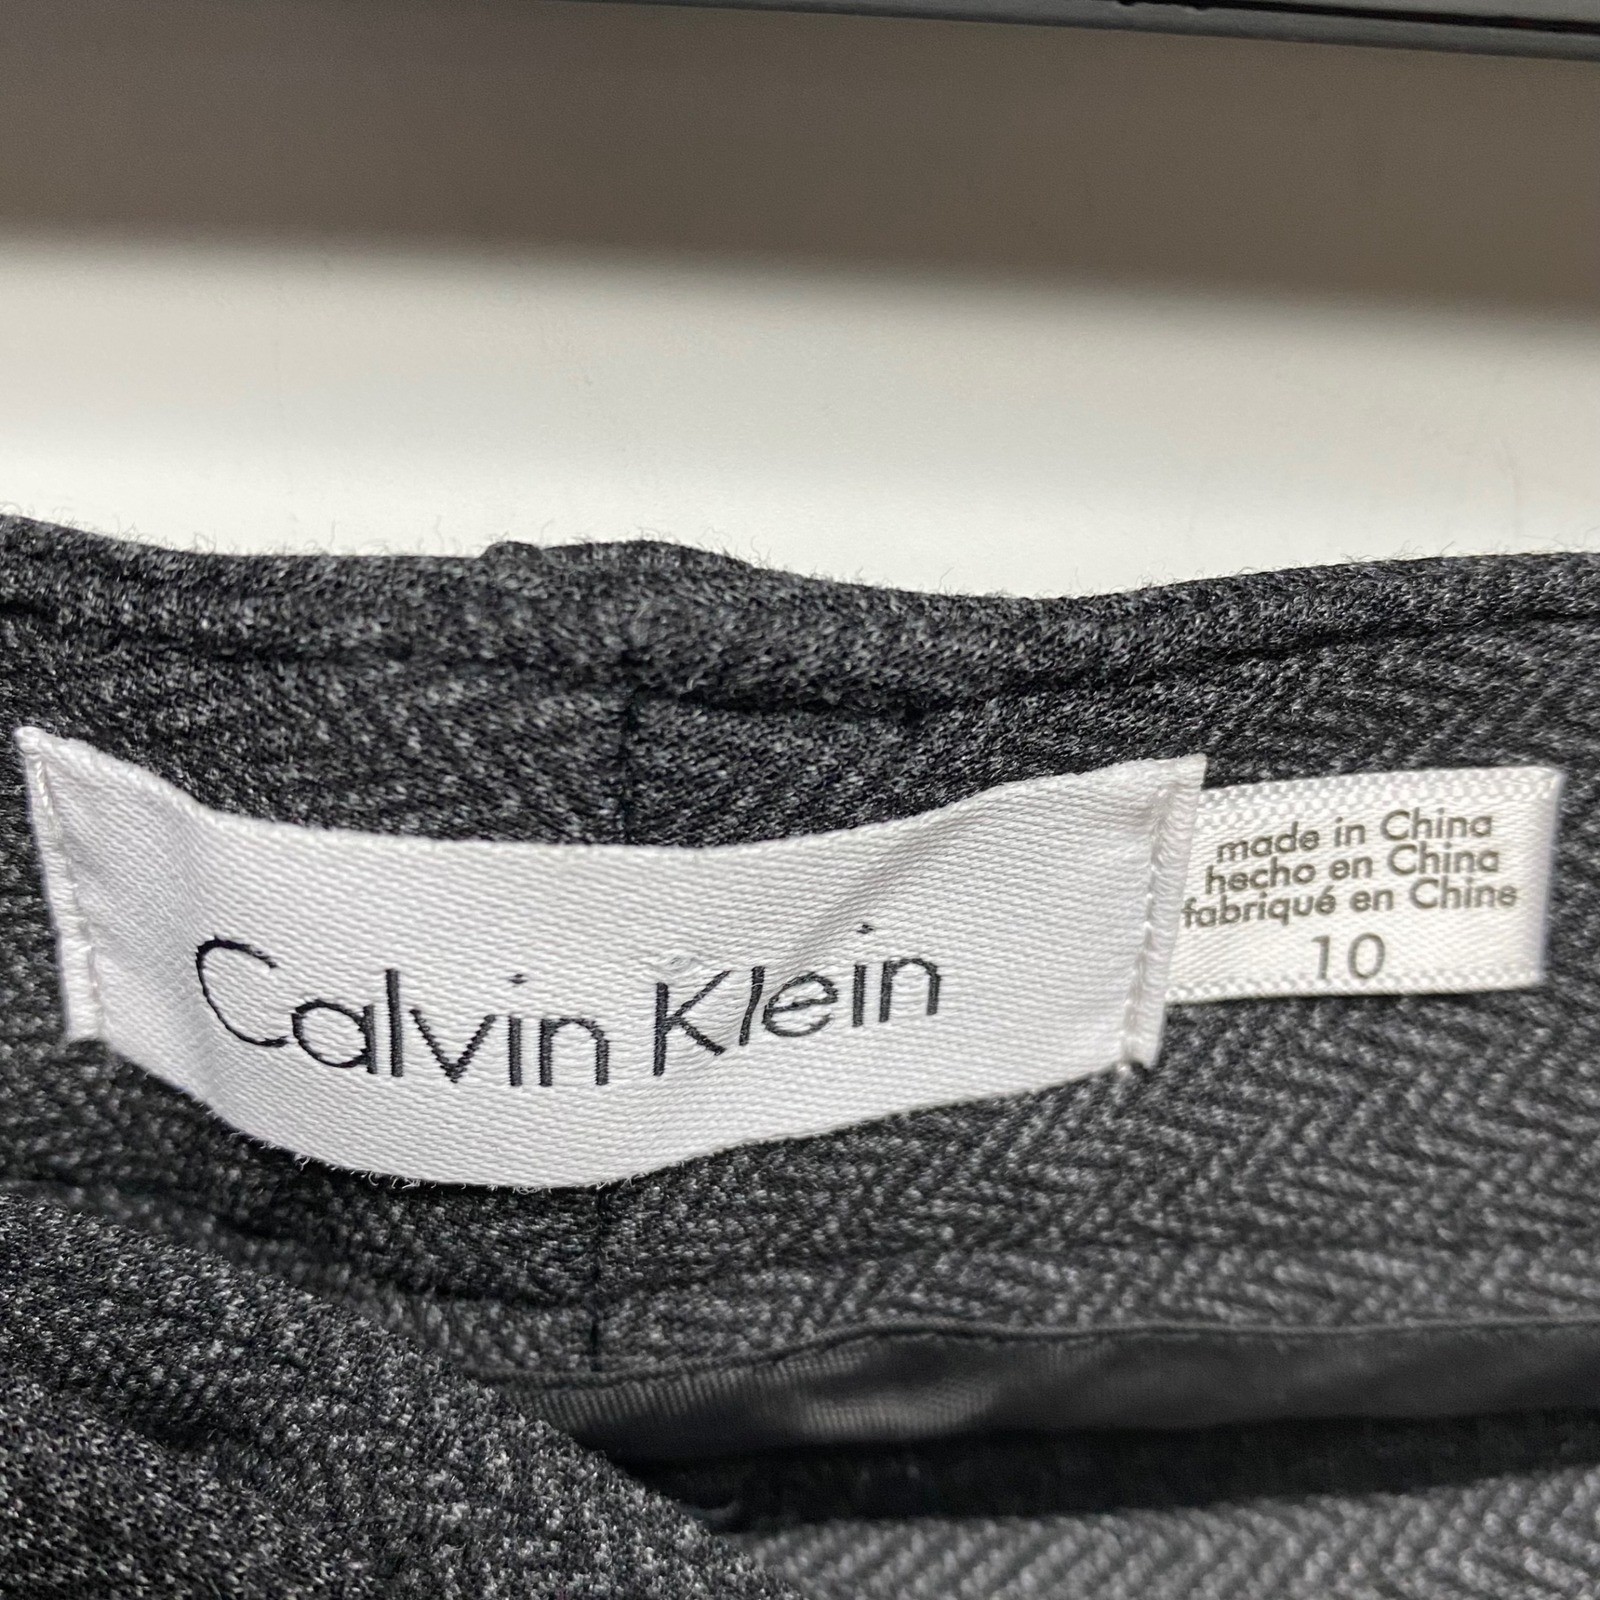 Calvin Klein
made in China
hecho en China
fabriqué en Chine
10